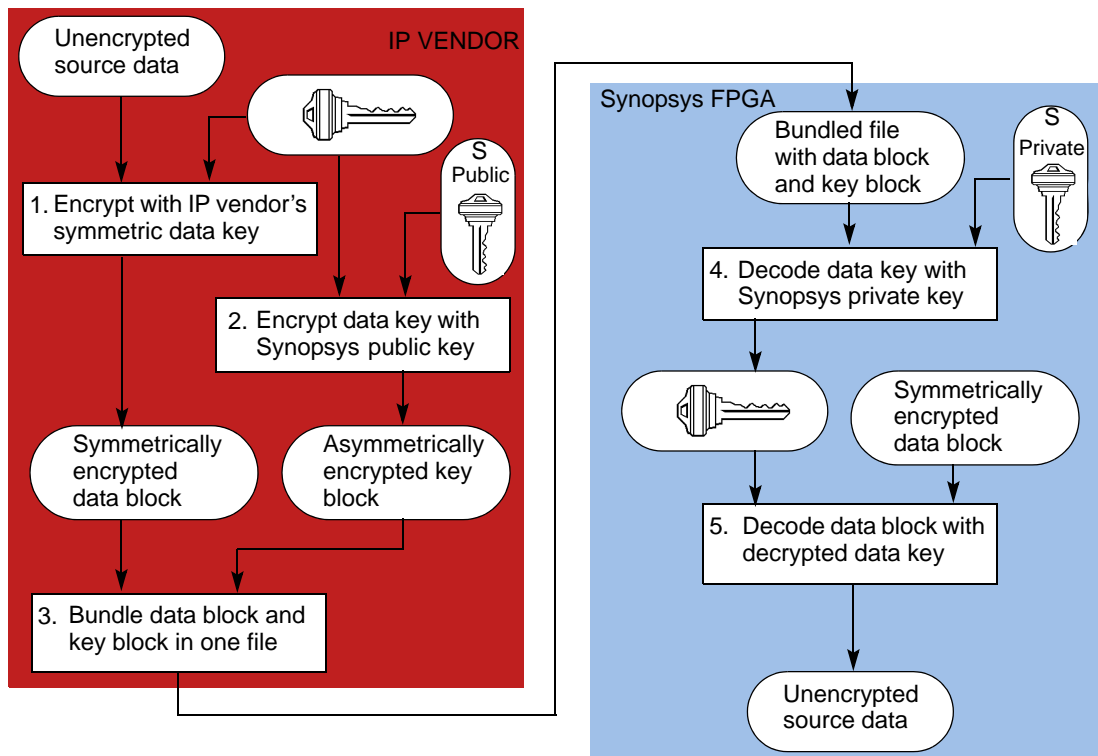 IP VENDOR
Unencrypted
source data
S
Public
1. Encrypt with IP vendor’s
symmetric data key
2. Encrypt data key with
Synopsys public key
Symmetrically
encrypted
data block
Asymmetrically
encrypted key
block
3. Bundle data block and
key block in one file
Synopsys FPGA
Bundled file
with data block
and key block
S
Private
4. Decode data key with
Synopsys private key
Symmetrically
encrypted
data block
5. Decode data block with
decrypted data key
Unencrypted
source data